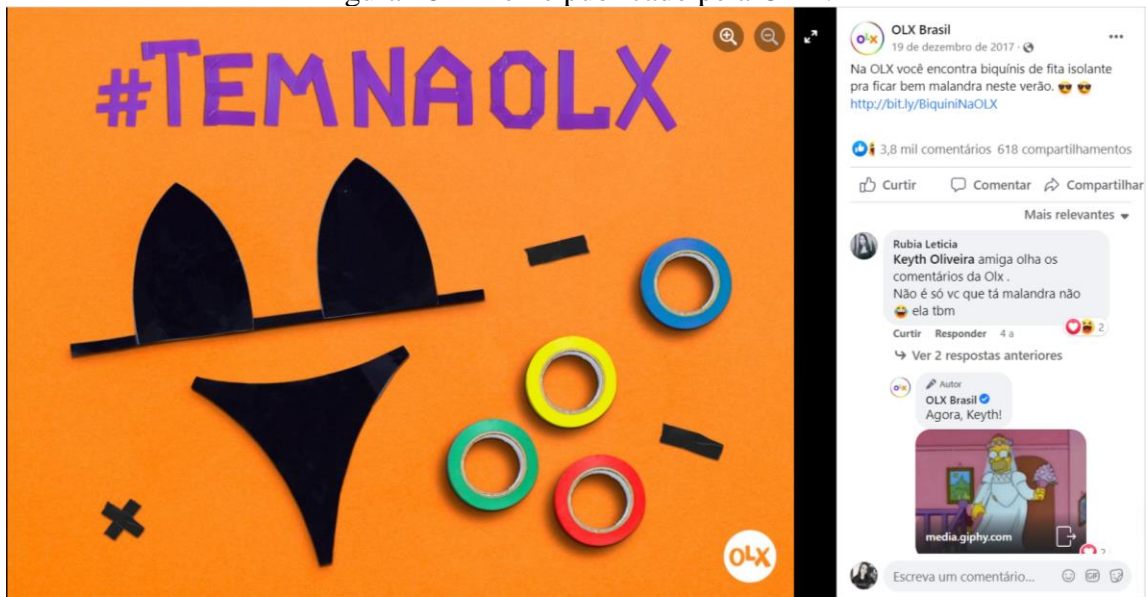 #TEMNAOLX
OLX
OLX Brasil
19 de dezembro de 2017 ·
Na OLX você encontra biquínis de fita isolante
pra ficar bem malandra neste verão. 😎 😎
http://bit.ly/BiquiniNaOLX
3,8 mil comentários 618 compartilhamentos
Curtir Comentar Compartilhar
Mais relevantes
Rubia Leticia
Keyth Oliveira amiga olha os
comentários da Olx .
Não é só vc que tá malandra não
😂 ela tbm
Curtir Responder 4 a 2
Ver 2 respostas anteriores
Autor
OLX Brasil
Agora, Keyth!
media.giphy.com
2
Escreva um comentário... GIF